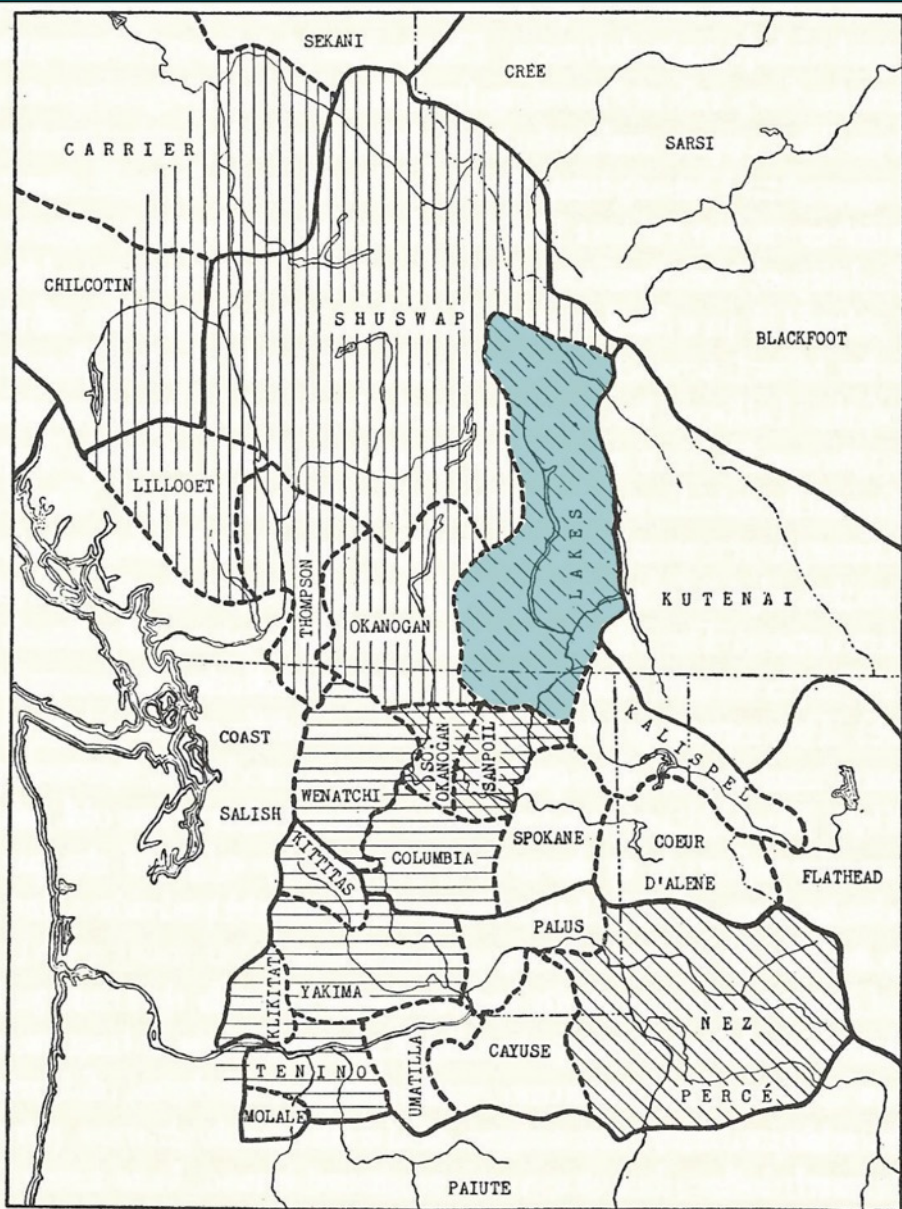 SEKANI
CREE
SARSI
CARRIER
CHILCOTIN
SHUSWAP
BLACKFOOT
LILLOOET
LAKES
THOMPSON
OKANOGAN
KUTENAI
KALISPEL
COAST
SALISH
WENATCHI
SO. OKANOGAN
SANPOIL
KITTITAS
COLUMBIA
SPOKANE
COEUR
D'ALENE
FLATHEAD
PALUS
KLIKITAT
YAKIMA
NEZ
PERCÉ
TENINO
UMATILLA
CAYUSE
MOLALE
PAIUTE